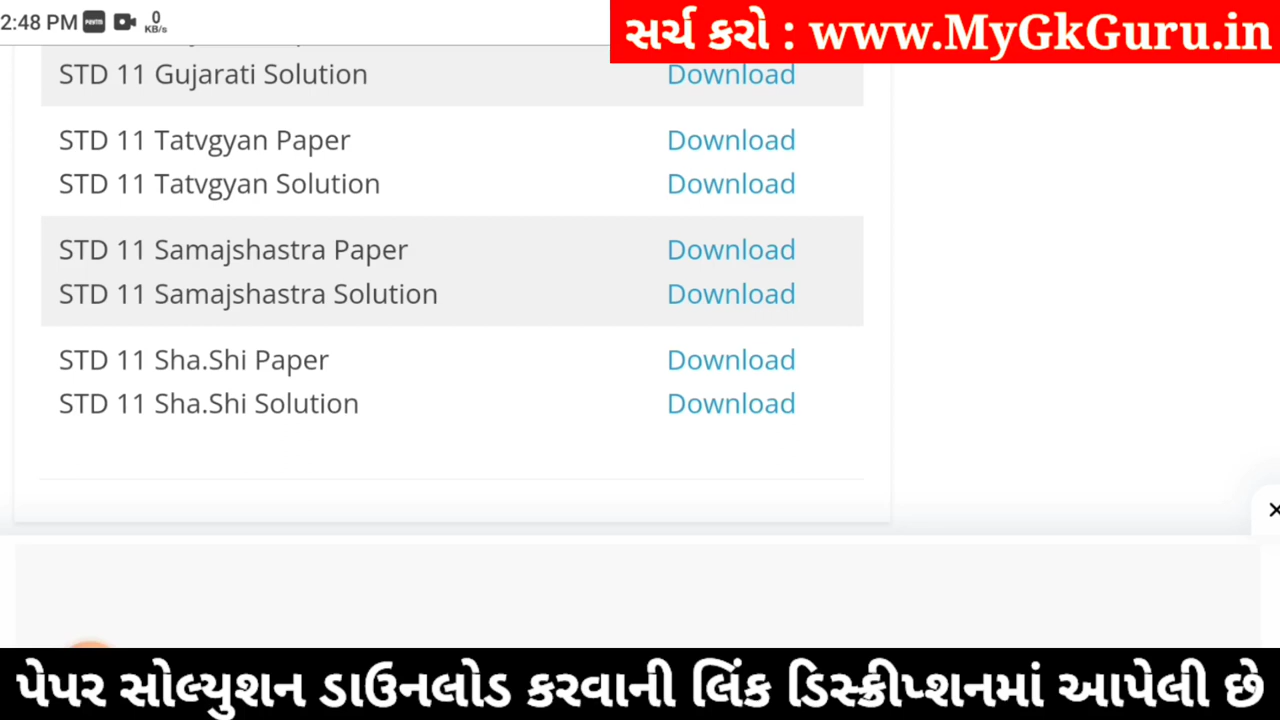 2:48 PM
0
KB/s
સર્ચ કરો : www.MyGkGuru.in
STD 11 Gujarati Solution Download
STD 11 Tatvgyan Paper Download
STD 11 Tatvgyan Solution Download
STD 11 Samajshastra Paper Download
STD 11 Samajshastra Solution Download
STD 11 Sha.Shi Paper Download
STD 11 Sha.Shi Solution Download
પેપર સોલ્યુશન ડાઉનલોડ કરવાની લિંક ડિસ્ક્રીપ્શનમાં આપેલી છે